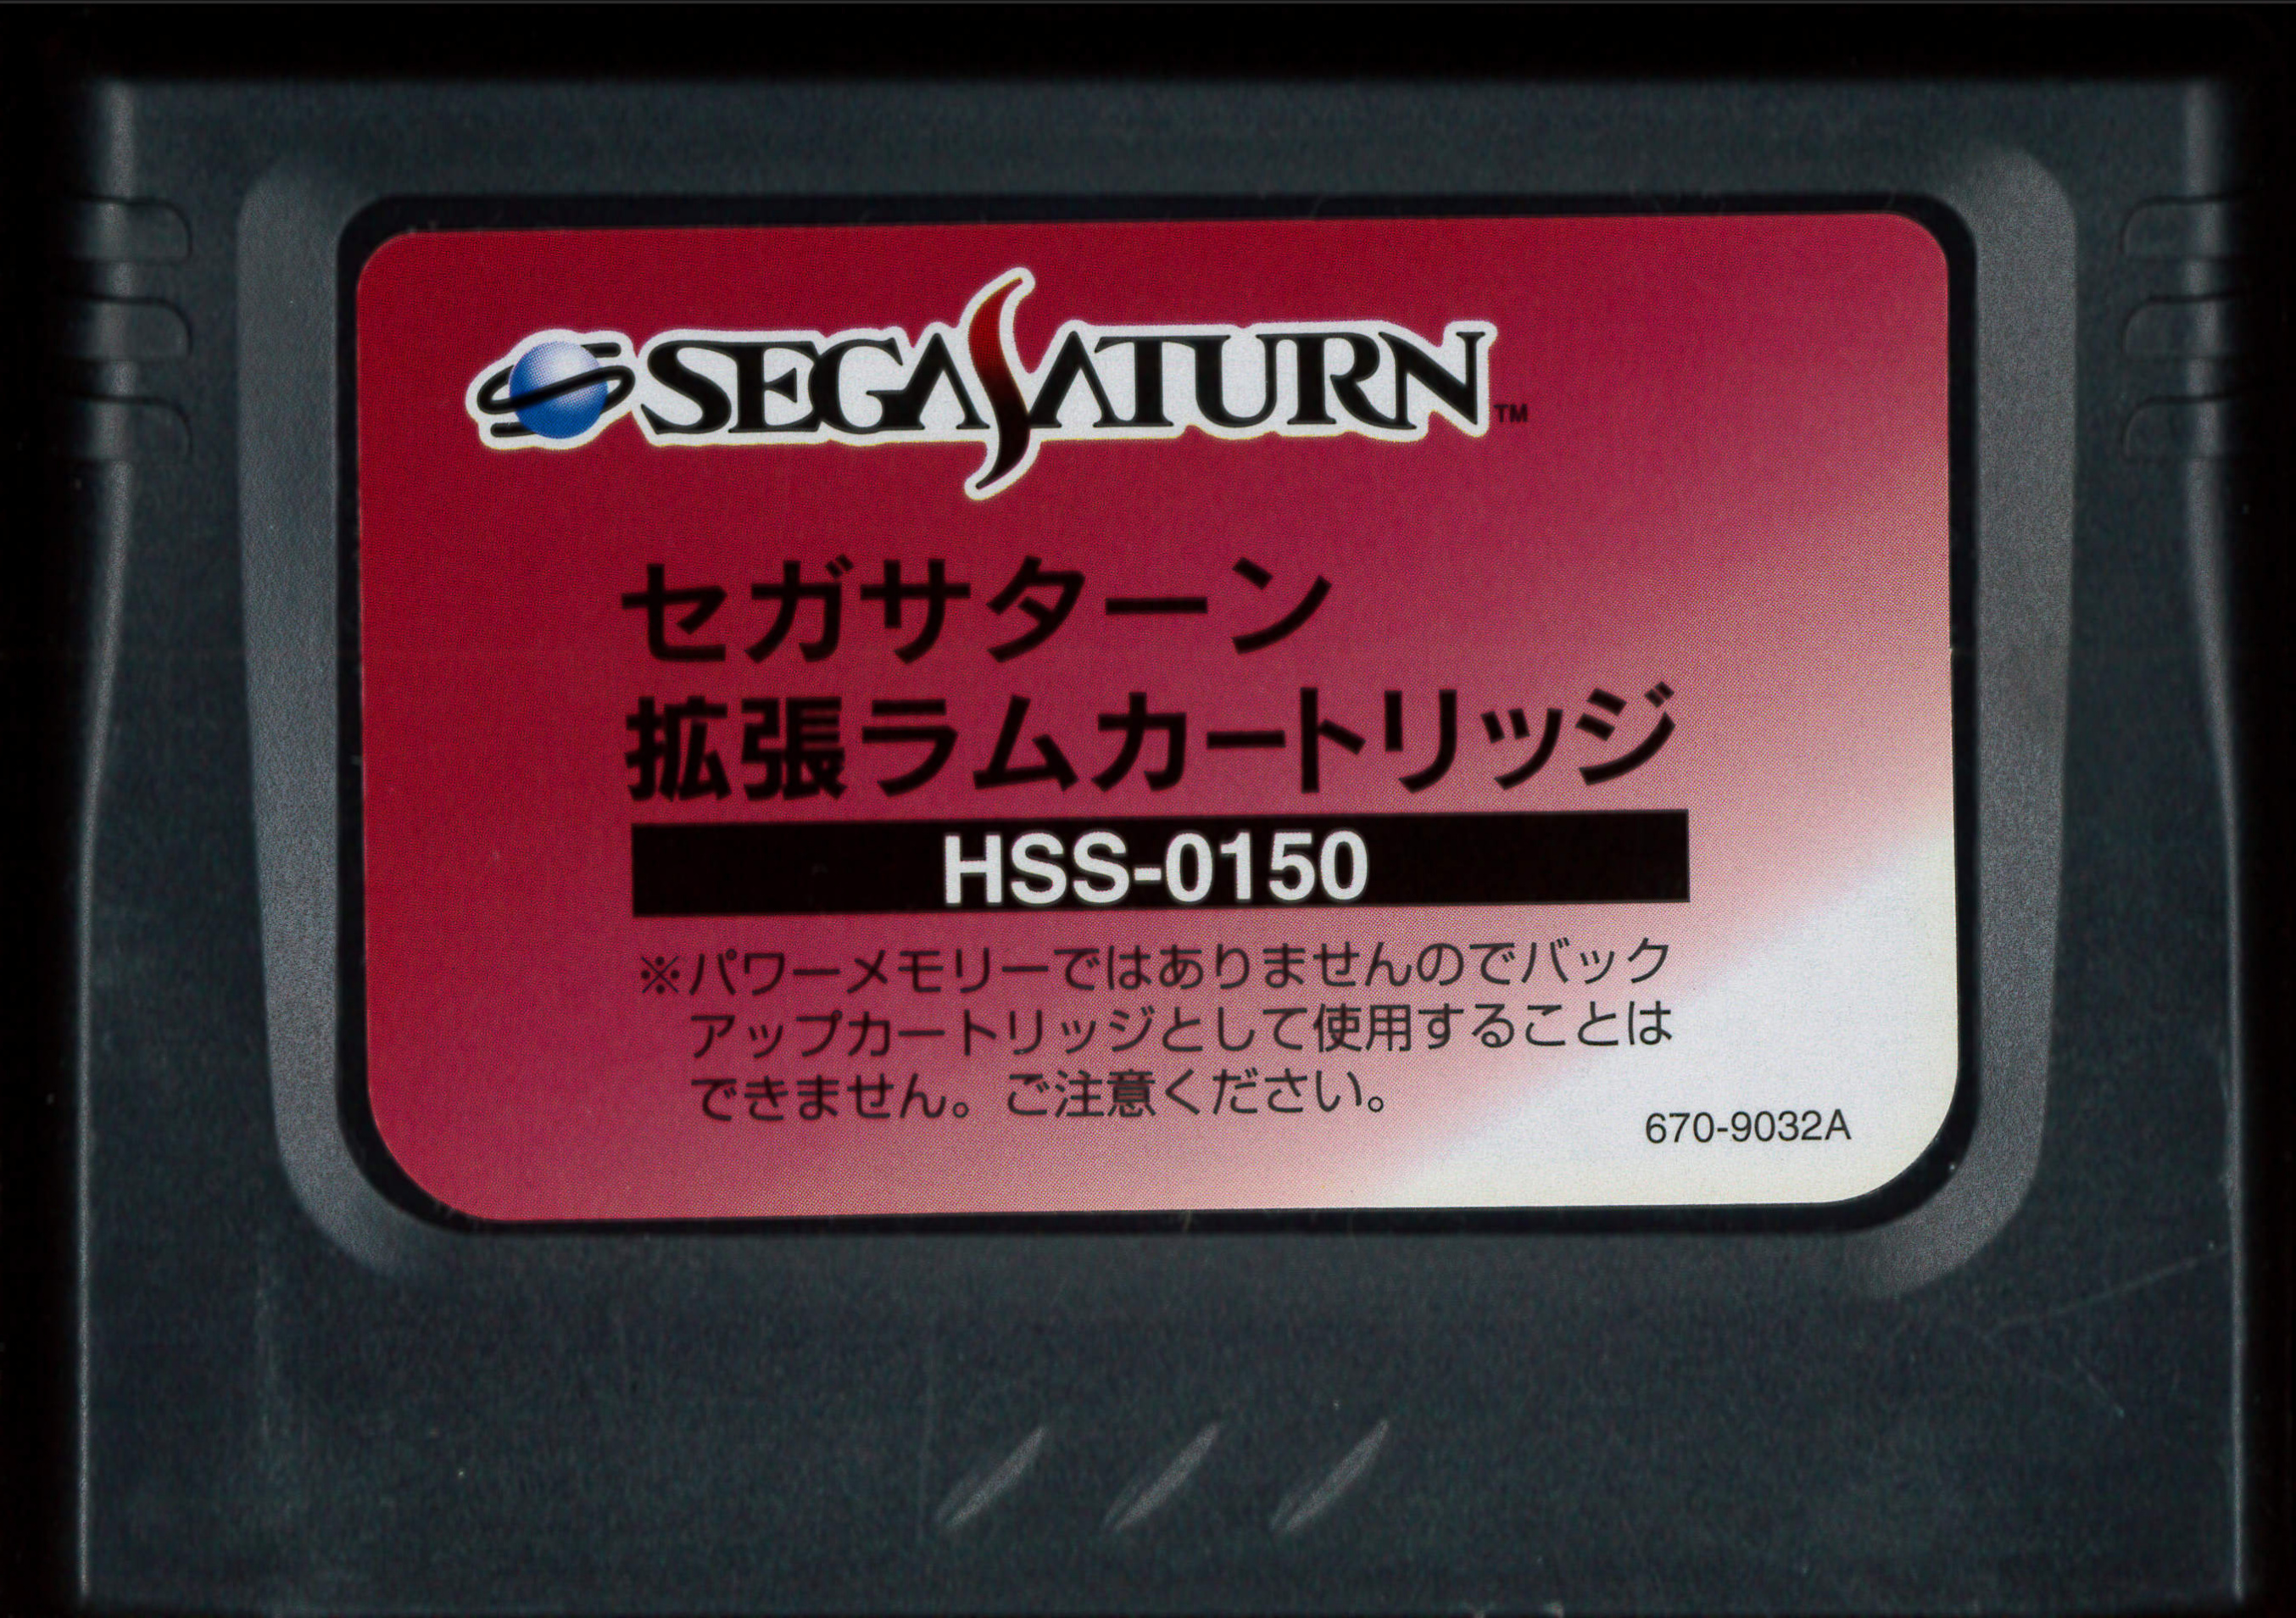 SEGA SATURN™
セガサターン
拡張ラムカートリッジ
HSS-0150
※パワーメモリーではありませんのでバック
アップカートリッジとして使用することは
できません。ご注意ください。
670-9032A